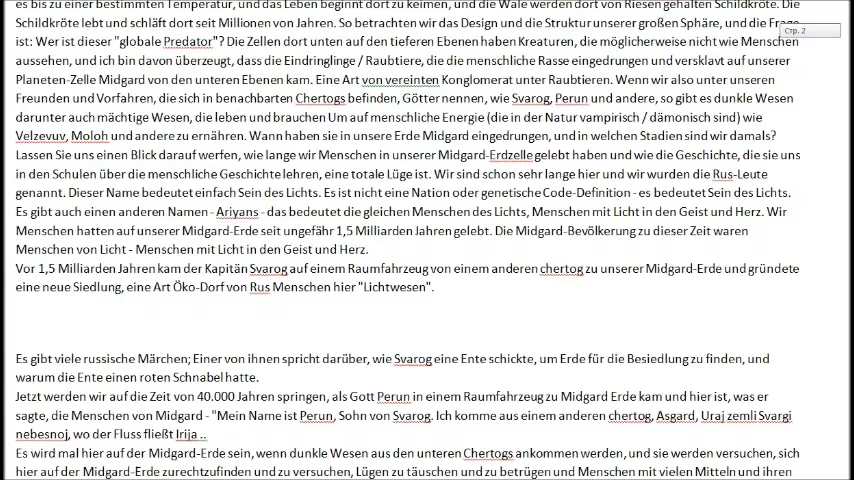 es bis zu einer bestimmten Temperatur, und das Leben beginnt dort zu keimen, und die Wale werden dort von Riesen gehalten Schildkröte. Die
Schildkröte lebt und schläft dort seit Millionen von Jahren. So betrachten wir das Design und die Struktur unserer großen Sphäre, und die Frage
Стр. 2
ist: Wer ist dieser "globale Predator"? Die Zellen dort unten auf den tieferen Ebenen haben Kreaturen, die möglicherweise nicht wie Menschen
aussehen, und ich bin davon überzeugt, dass die Eindringlinge / Raubtiere, die die menschliche Rasse eingedrungen und versklavt auf unserer
Planeten-Zelle Midgard von den unteren Ebenen kam. Eine Art von vereinten Konglomerat unter Raubtieren. Wenn wir also unter unseren
Freunden und Vorfahren, die sich in benachbarten Chertogs befinden, Götter nennen, wie Svarog, Perun und andere, so gibt es dunkle Wesen
darunter auch mächtige Wesen, die leben und brauchen Um auf menschliche Energie (die in der Natur vampirisch / dämonisch sind) wie
Velzevuv, Moloh und andere zu ernähren. Wann haben sie in unsere Erde Midgard eingedrungen, und in welchen Stadien sind wir damals?
Lassen Sie uns einen Blick darauf werfen, wie lange wir Menschen in unserer Midgard-Erdzelle gelebt haben und wie die Geschichte, die sie uns
in den Schulen über die menschliche Geschichte lehren, eine totale Lüge ist. Wir sind schon sehr lange hier und wir wurden die Rus-Leute
genannt. Dieser Name bedeutet einfach Sein des Lichts. Es ist nicht eine Nation oder genetische Code-Definition - es bedeutet Sein des Lichts.
Es gibt auch einen anderen Namen - Ariyans - das bedeutet die gleichen Menschen des Lichts, Menschen mit Licht in den Geist und Herz. Wir
Menschen hatten auf unserer Midgard-Erde seit ungefähr 1,5 Milliarden Jahren gelebt. Die Midgard-Bevölkerung zu dieser Zeit waren
Menschen von Licht - Menschen mit Licht in den Geist und Herz.
Vor 1,5 Milliarden Jahren kam der Kapitän Svarog auf einem Raumfahrzeug von einem anderen chertog zu unserer Midgard-Erde und gründete
eine neue Siedlung, eine Art Öko-Dorf von Rus Menschen hier "Lichtwesen".
Es gibt viele russische Märchen; Einer von ihnen spricht darüber, wie Svarog eine Ente schickte, um Erde für die Besiedlung zu finden, und
warum die Ente einen roten Schnabel hatte.
Jetzt werden wir auf die Zeit von 40.000 Jahren springen, als Gott Perun in einem Raumfahrzeug zu Midgard Erde kam und hier ist, was er
sagte, die Menschen von Midgard - "Mein Name ist Perun, Sohn von Svarog. Ich komme aus einem anderen chertog, Asgard, Uraj zemli Svargi
nebesnoj, wo der Fluss fließt Irija ..
Es wird mal hier auf der Midgard-Erde sein, wenn dunkle Wesen aus den unteren Chertogs ankommen werden, und sie werden versuchen, sich
hier auf der Midgard-Erde zurechtzufinden und zu versuchen, Lügen zu täuschen und zu betrügen und Menschen mit vielen Mitteln und ihren